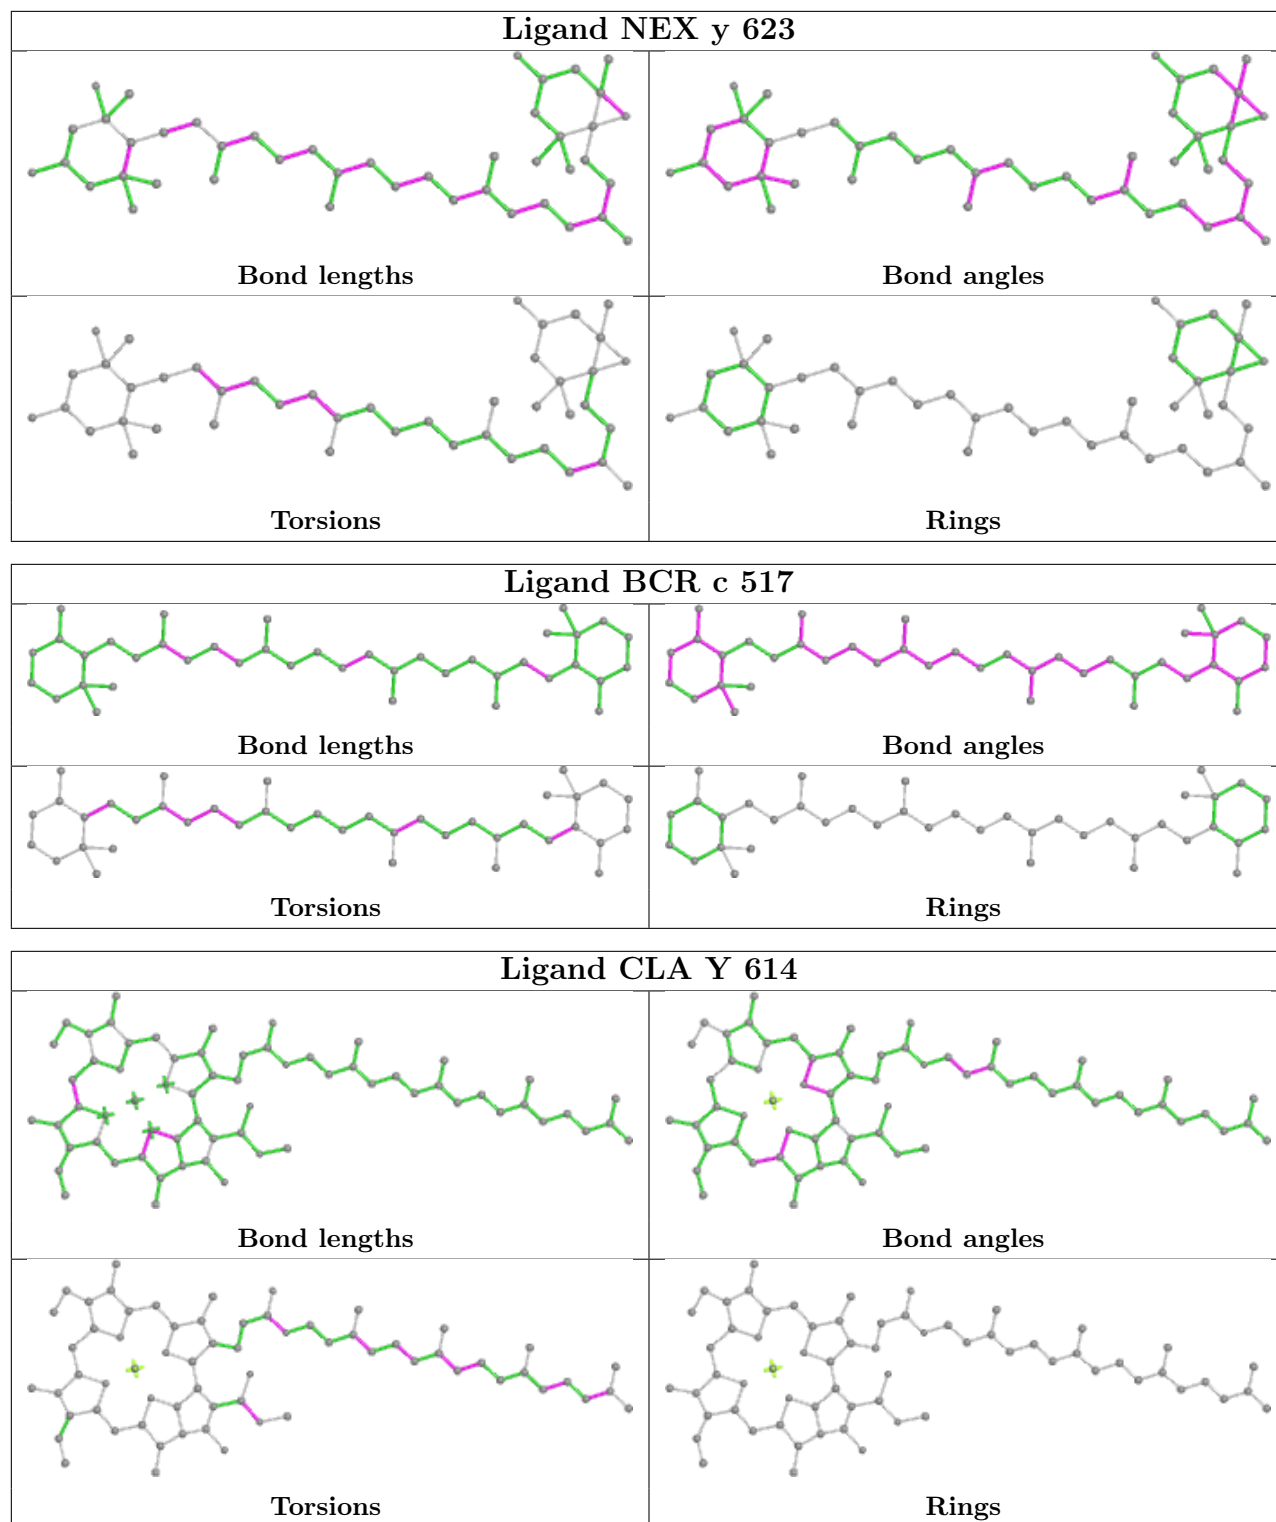 Ligand NEX y 623
Bond lengths
Bond angles
Torsions
Rings
Ligand BCR c 517
Bond lengths
Bond angles
Torsions
Rings
Ligand CLA Y 614
Bond lengths
Bond angles
Torsions
Rings